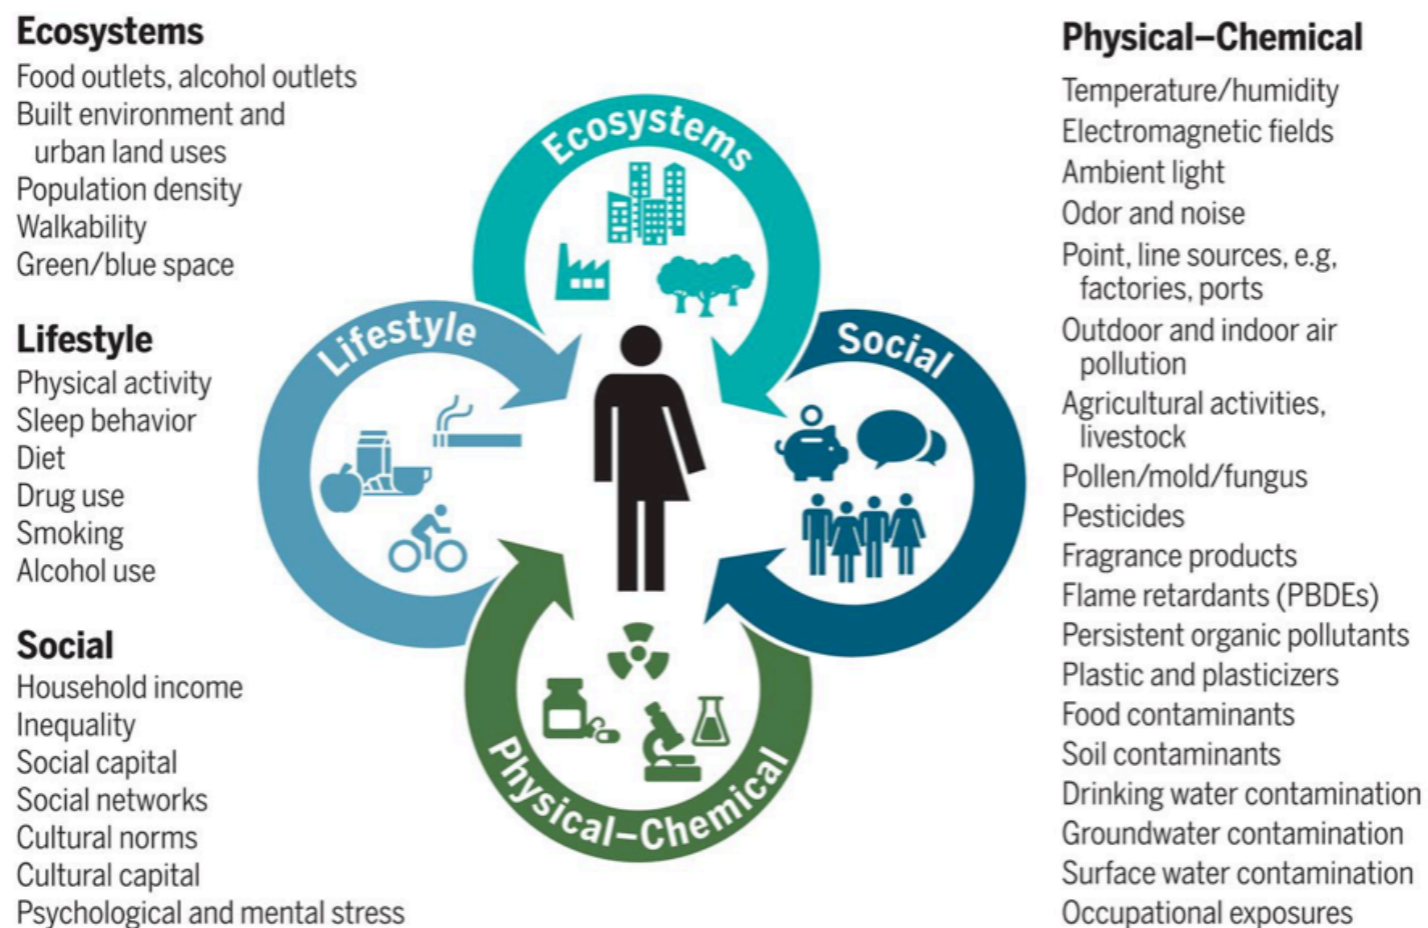 Ecosystems
Food outlets, alcohol outlets
Built environment and
urban land uses
Population density
Walkability
Green/blue space
Lifestyle
Physical activity
Sleep behavior
Diet
Drug use
Smoking
Alcohol use
Social
Household income
Inequality
Social capital
Social networks
Cultural norms
Cultural capital
Psychological and mental stress
Ecosystems
Lifestyle
Social
Physical–Chemical
Physical–Chemical
Temperature/humidity
Electromagnetic fields
Ambient light
Odor and noise
Point, line sources, e.g,
factories, ports
Outdoor and indoor air
pollution
Agricultural activities,
livestock
Pollen/mold/fungus
Pesticides
Fragrance products
Flame retardants (PBDEs)
Persistent organic pollutants
Plastic and plasticizers
Food contaminants
Soil contaminants
Drinking water contamination
Groundwater contamination
Surface water contamination
Occupational exposures